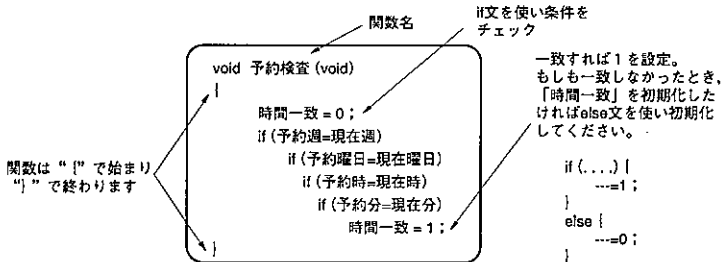 関数名
if文を使い条件を
チェック
void 予約検査 (void)
{
時間一致 = 0 ;
if (予約週=現在週)
if (予約曜日=現在曜日)
if (予約時=現在時)
if (予約分=現在分)
時間一致 = 1 ;
}
関数は “ {” で始まり
“} ” で終わります
一致すれば 1 を設定。
もしも一致しなかったとき、
「時間一致」を初期化した
ければelse文を使い初期化
してください。
if (. . . .) {
---=1 ;
}
else {
---=0 ;
}